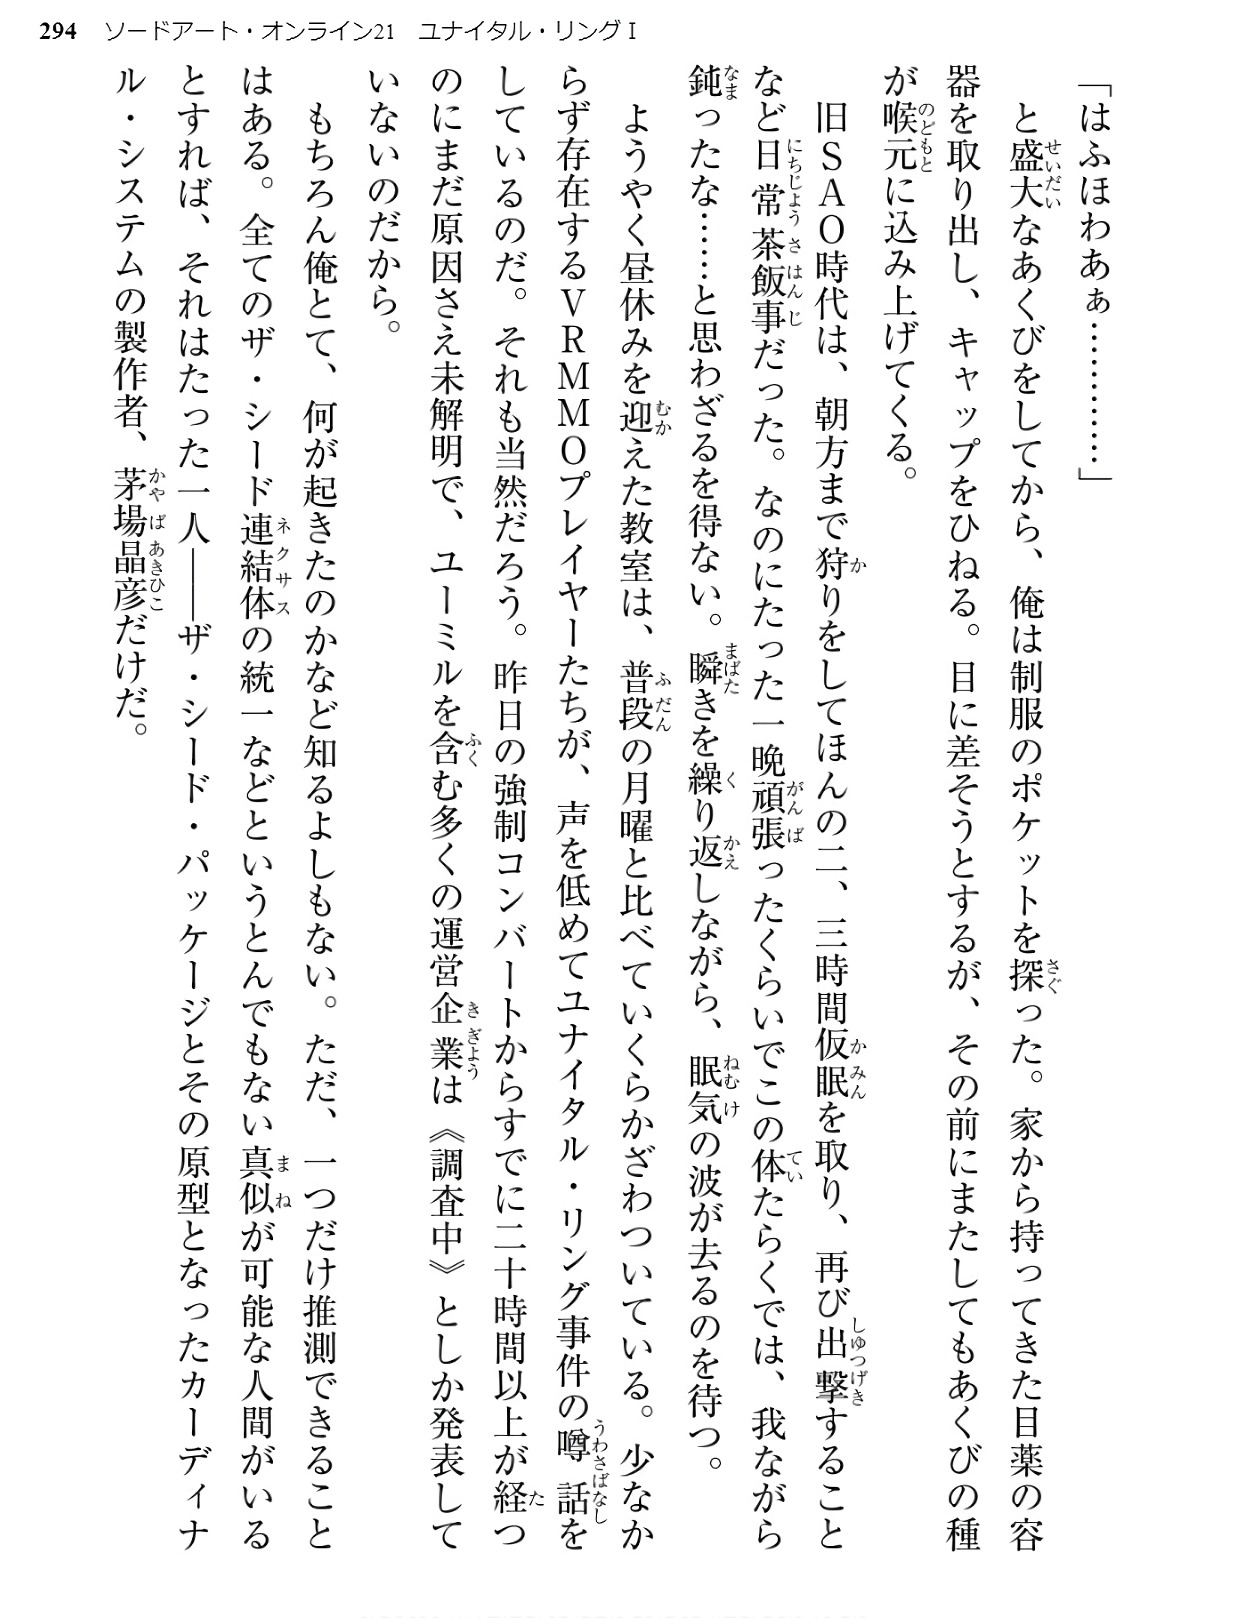 294 ソードアート・オンライン21 ユナイタル・リングⅠ
「はふほわあぁ…………」
と盛大なあくびをしてから、俺は制服のポケットを探った。家から持ってきた目薬の容
器を取り出し、キャップをひねる。目に差そうとするが、その前にまたしてもあくびの種
が喉元に込み上げてくる。
旧ＳＡＯ時代は、朝方まで狩りをしてほんの二、三時間仮眠を取り、再び出撃すること
など日常茶飯事だった。なのにたった一晩頑張ったくらいでこの体たらくでは、我ながら
鈍ったな……と思わざるを得ない。瞬きを繰り返しながら、眠気の波が去るのを待つ。
ようやく昼休みを迎えた教室は、普段の月曜と比べていくらかざわついている。少なか
らず存在するＶＲＭＭＯプレイヤーたちが、声を低めてユナイタル・リング事件の噂話を
しているのだ。それも当然だろう。昨日の強制コンバートからすでに二十時間以上が経つ
のにまだ原因さえ未解明で、ユーミルを含む多くの運営企業は《調査中》としか発表して
いないのだから。
もちろん俺とて、何が起きたのかなど知るよしもない。ただ、一つだけ推測できること
はある。全てのザ・シード連結体の統一などというとんでもない真似が可能な人間がいる
とすれば、それはたった一人――ザ・シード・パッケージとその原型となったカーディナ
ル・システムの製作者、茅場晶彦だけだ。